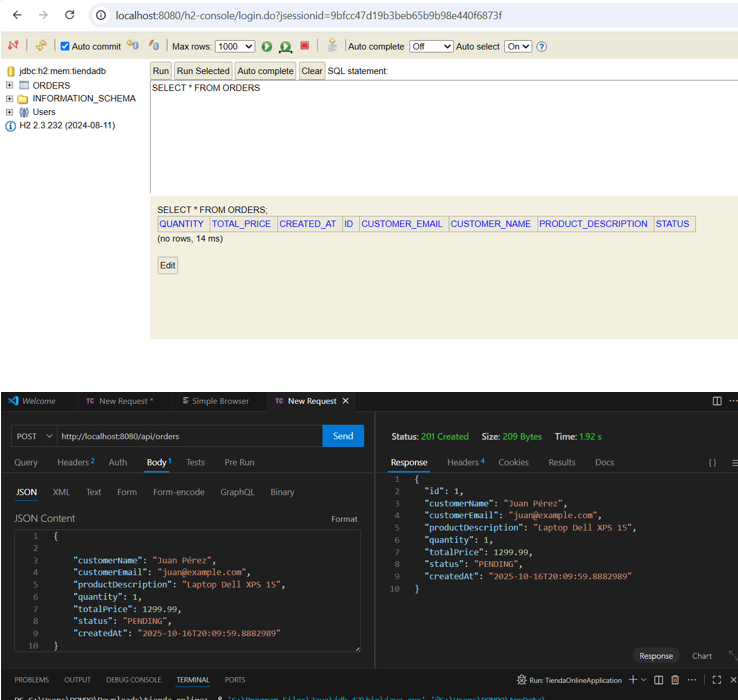 localhost:8080/h2-console/login.do?jsessionid=9bfcc47d19b3beb65b9b98e440f6873f
Auto commit Max rows: 1000 Auto complete Off Auto select On ?
jdbc:h2:mem:tiendadb
ORDERS
INFORMATION_SCHEMA
Users
H2 2.3.232 (2024-08-11)
Run Run Selected Auto complete Clear SQL statement:
SELECT * FROM ORDERS
SELECT * FROM ORDERS;
QUANTITY TOTAL_PRICE CREATED_AT ID CUSTOMER_EMAIL CUSTOMER_NAME PRODUCT_DESCRIPTION STATUS
(no rows, 14 ms)
Edit
Welcome TC New Request * Simple Browser TC New Request
POST http://localhost:8080/api/orders Send
Query Headers 2 Auth Body 1 Tests Pre Run
JSON XML Text Form Form-encode GraphQL Binary
JSON Content Format
1 {
2
3 "customerName": "Juan Pérez",
4 "customerEmail": "juan@example.com",
5 "productDescription": "Laptop Dell XPS 15",
6 "quantity": 1,
7 "totalPrice": 1299.99,
8 "status": "PENDING",
9 "createdAt": "2025-10-16T20:09:59.8882989"
10 }
Status: 201 Created Size: 209 Bytes Time: 1.92 s
Response Headers 4 Cookies Results Docs { }
1 {
2 "id": 1,
3 "customerName": "Juan Pérez",
4 "customerEmail": "juan@example.com",
5 "productDescription": "Laptop Dell XPS 15",
6 "quantity": 1,
7 "totalPrice": 1299.99,
8 "status": "PENDING",
9 "createdAt": "2025-10-16T20:09:59.8882989"
10 }
Response Chart
PROBLEMS OUTPUT DEBUG CONSOLE TERMINAL PORTS Run: TiendaOnlineApplication